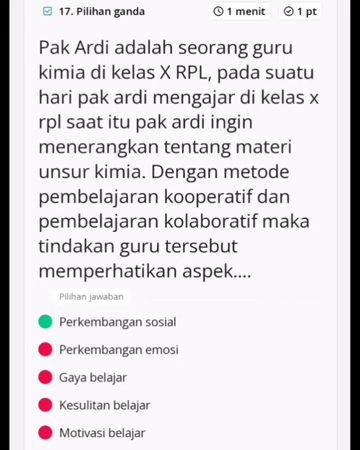 17. Pilihan ganda
1 menit
1 pt
Pak Ardi adalah seorang guru
kimia di kelas X RPL, pada suatu
hari pak ardi mengajar di kelas x
rpl saat itu pak ardi ingin
menerangkan tentang materi
unsur kimia. Dengan metode
pembelajaran kooperatif dan
pembelajaran kolaboratif maka
tindakan guru tersebut
memperhatikan aspek....
Pilihan jawaban
Perkembangan sosial
Perkembangan emosi
Gaya belajar
Kesulitan belajar
Motivasi belajar